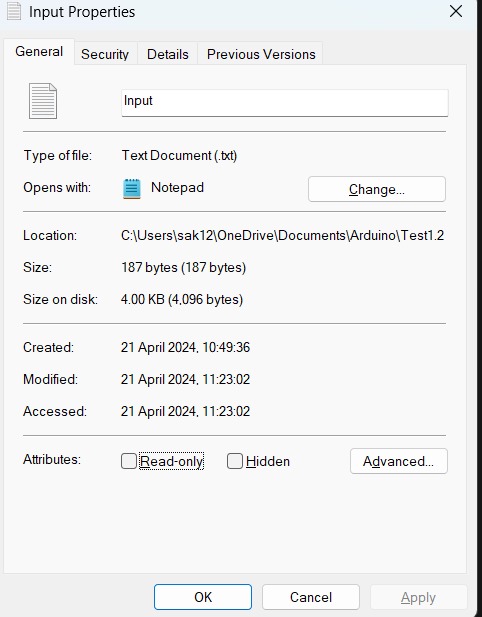 Input Properties
General Security Details Previous Versions
Input
Type of file: Text Document (.txt)
Opens with: Notepad Change...
Location: C:\Users\sak12\OneDrive\Documents\Arduino\Test1.2
Size: 187 bytes (187 bytes)
Size on disk: 4.00 KB (4,096 bytes)
Created: 21 April 2024, 10:49:36
Modified: 21 April 2024, 11:23:02
Accessed: 21 April 2024, 11:23:02
Attributes: Read-only Hidden Advanced...
OK Cancel Apply